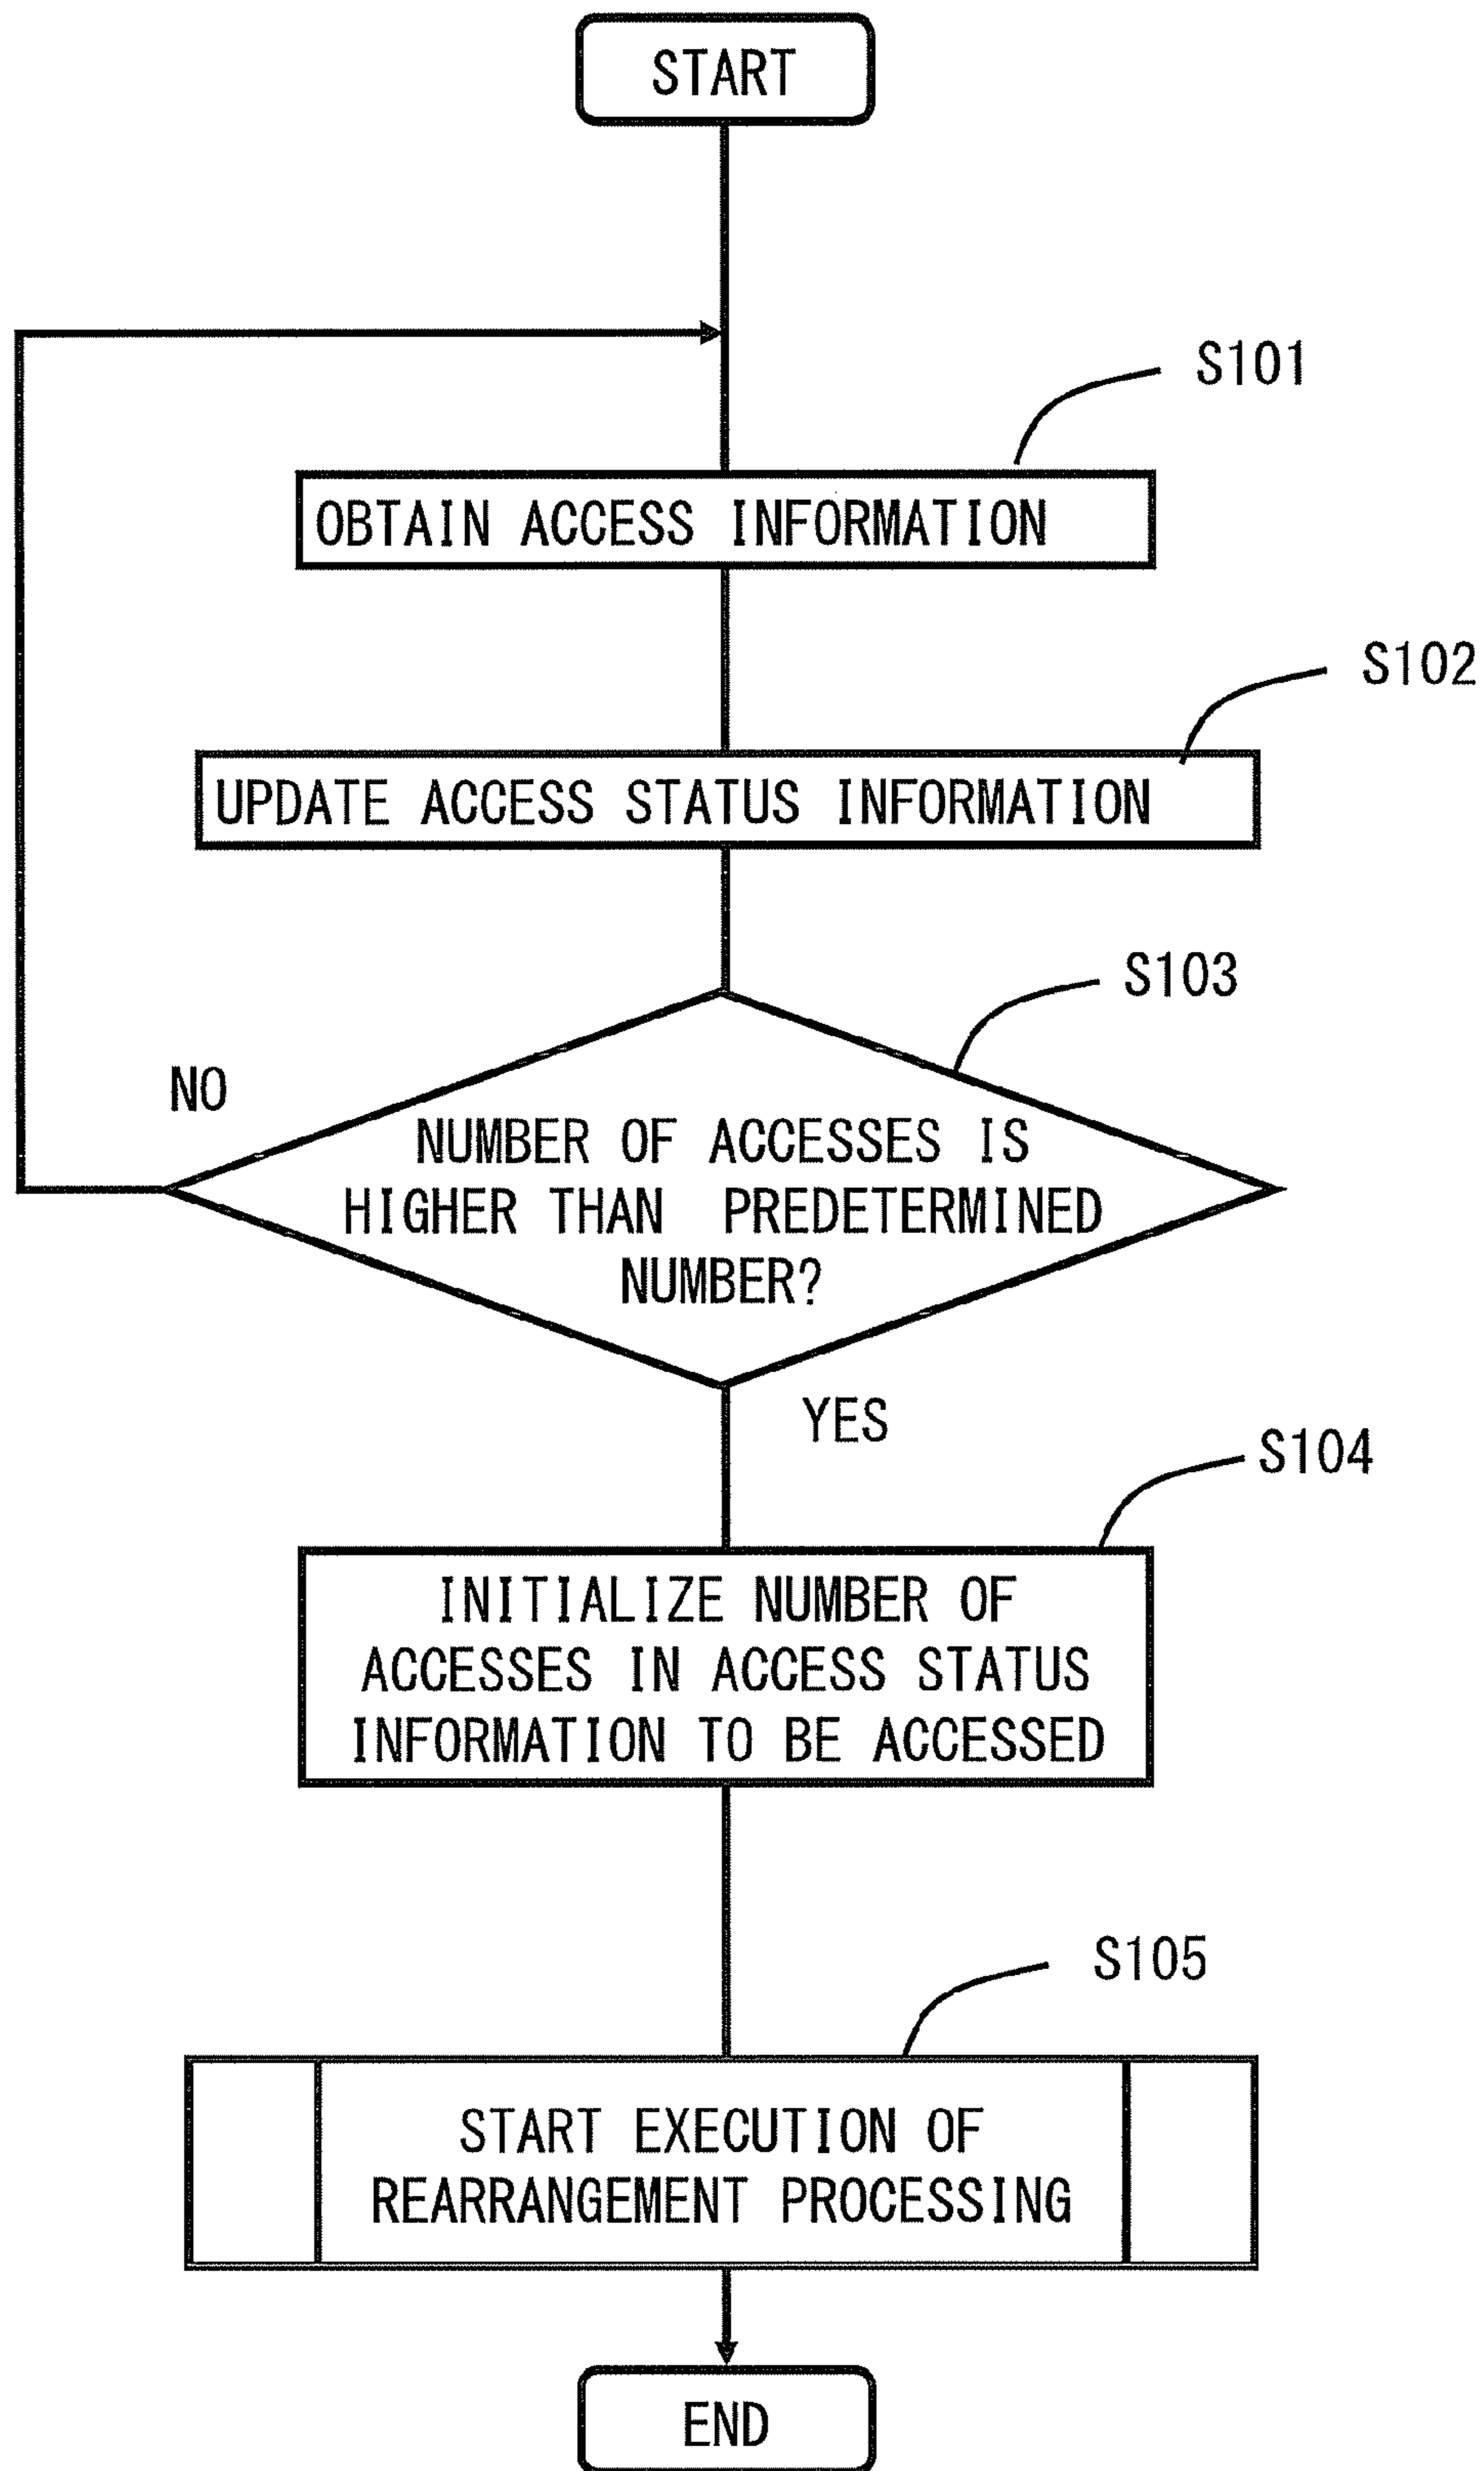 START
S101
OBTAIN ACCESS INFORMATION
S102
UPDATE ACCESS STATUS INFORMATION
S103
NO
NUMBER OF ACCESSES IS
HIGHER THAN PREDETERMINED
NUMBER?
YES
S104
INITIALIZE NUMBER OF
ACCESSES IN ACCESS STATUS
INFORMATION TO BE ACCESSED
S105
START EXECUTION OF
REARRANGEMENT PROCESSING
END